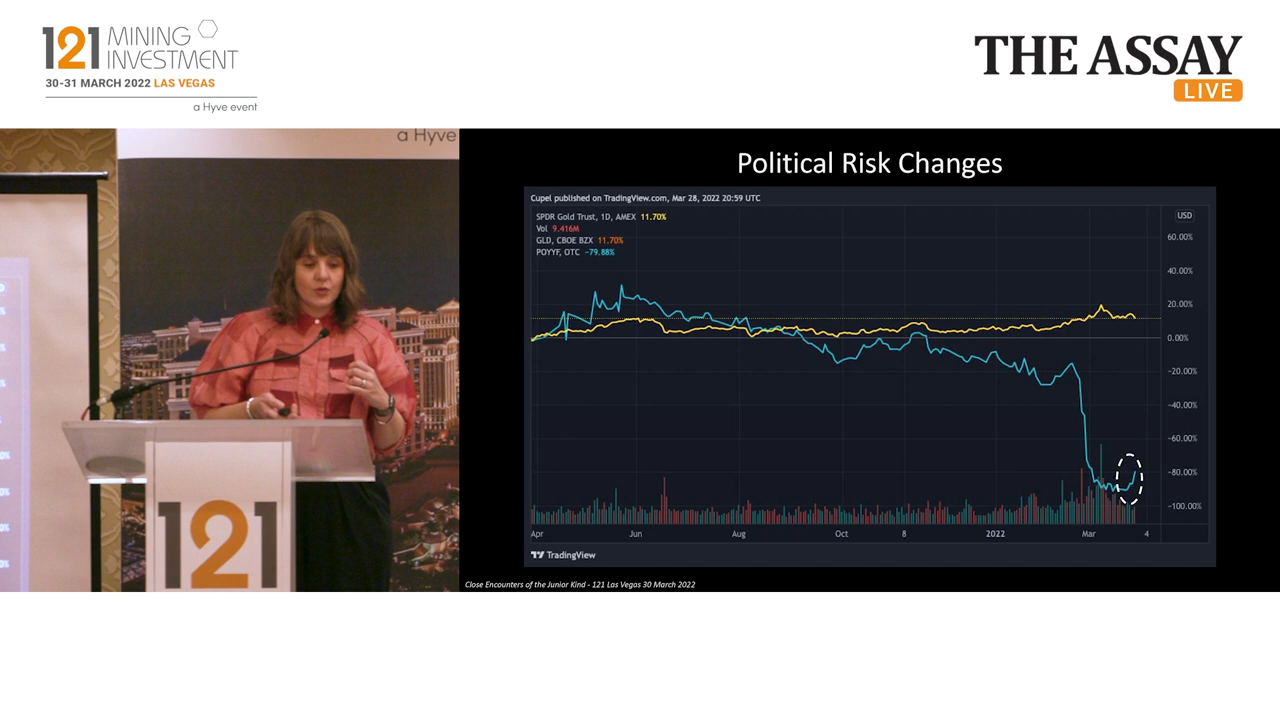 121 MINING
INVESTMENT
30-31 MARCH 2022 LAS VEGAS
a Hyve event
THE ASSAY
LIVE
a Hyve
121
Political Risk Changes
Cupel published on TradingView.com, Mar 28, 2022 20:59 UTC
SPDR Gold Trust, 1D, AMEX 11.70%
Vol 9.416M
GLD, CBOE BZX 11.70%
POYYF, OTC −79.88%
USD
60.00%
40.00%
20.00%
0.00%
−20.00%
−40.00%
−60.00%
−80.00%
−100.00%
Apr Jun Aug Oct 8 2022 Mar 4
TradingView
Close Encounters of the Junior Kind - 121 Las Vegas 30 March 2022